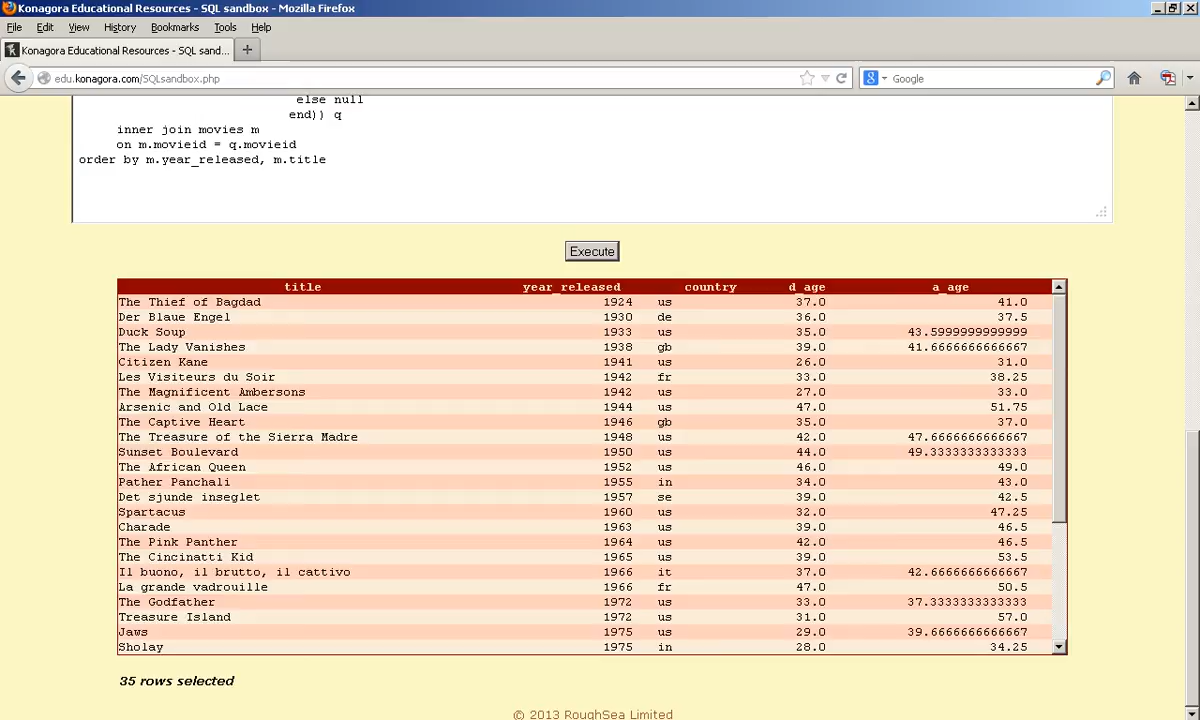 Konagora Educational Resources - SQL sandbox - Mozilla Firefox
File Edit View History Bookmarks Tools Help
Konagora Educational Resources - SQL sand... +
edu.konagora.com/SQLsandbox.php Google
else null
end)) q
inner join movies m
on m.movieid = q.movieid
order by m.year_released, m.title
Execute
title year_released country d_age a_age
The Thief of Bagdad 1924 us 37.0 41.0
Der Blaue Engel 1930 de 36.0 37.5
Duck Soup 1933 us 35.0 43.5999999999999
The Lady Vanishes 1938 gb 39.0 41.6666666666667
Citizen Kane 1941 us 26.0 31.0
Les Visiteurs du Soir 1942 fr 33.0 38.25
The Magnificent Ambersons 1942 us 27.0 33.0
Arsenic and Old Lace 1944 us 47.0 51.75
The Captive Heart 1946 gb 35.0 37.0
The Treasure of the Sierra Madre 1948 us 42.0 47.6666666666667
Sunset Boulevard 1950 us 44.0 49.3333333333333
The African Queen 1952 us 46.0 49.0
Pather Panchali 1955 in 34.0 43.0
Det sjunde inseglet 1957 se 39.0 42.5
Spartacus 1960 us 32.0 47.25
Charade 1963 us 39.0 46.5
The Pink Panther 1964 us 42.0 46.5
The Cincinatti Kid 1965 us 39.0 53.5
Il buono, il brutto, il cattivo 1966 it 37.0 42.6666666666667
La grande vadrouille 1966 fr 47.0 50.5
The Godfather 1972 us 33.0 37.3333333333333
Treasure Island 1972 us 31.0 57.0
Jaws 1975 us 29.0 39.6666666666667
Sholay 1975 in 28.0 34.25
35 rows selected
© 2013 RoughSea Limited